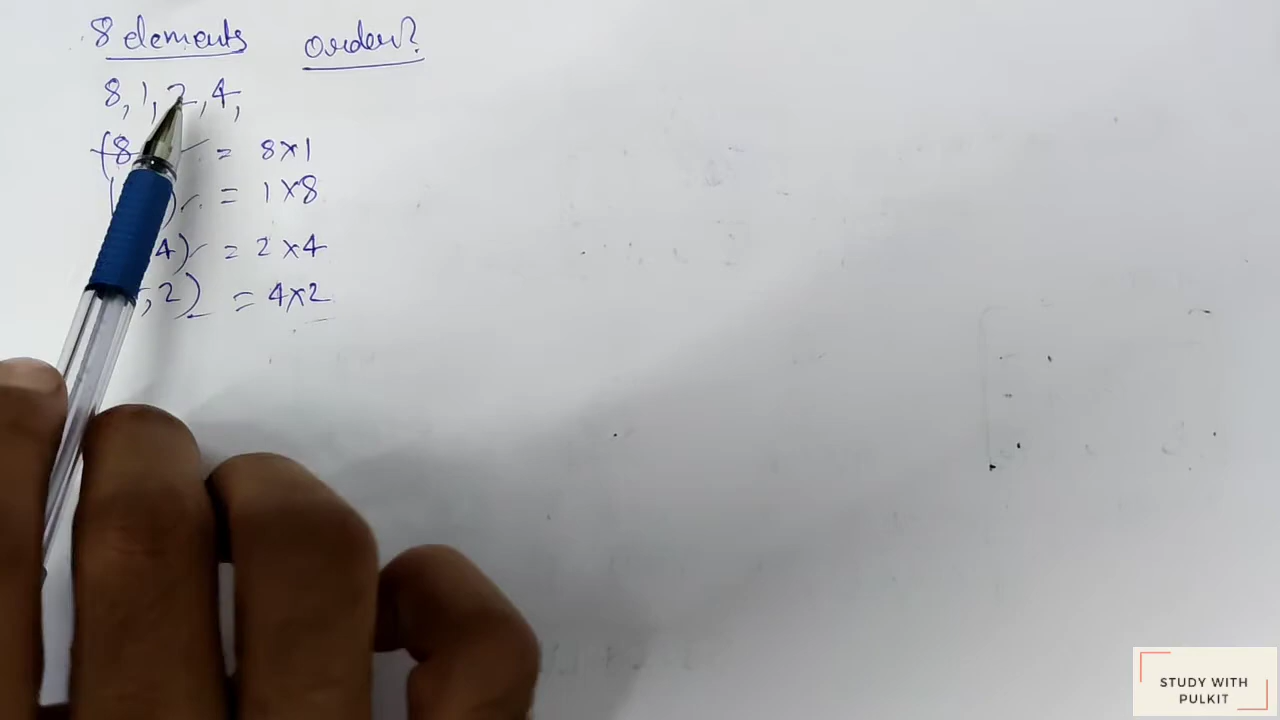 8 elements order?
8, 1, 2, 4,
(8 = 8×1
= 1×8
4) = 2×4
, 2) = 4×2
STUDY WITH
PULKIT